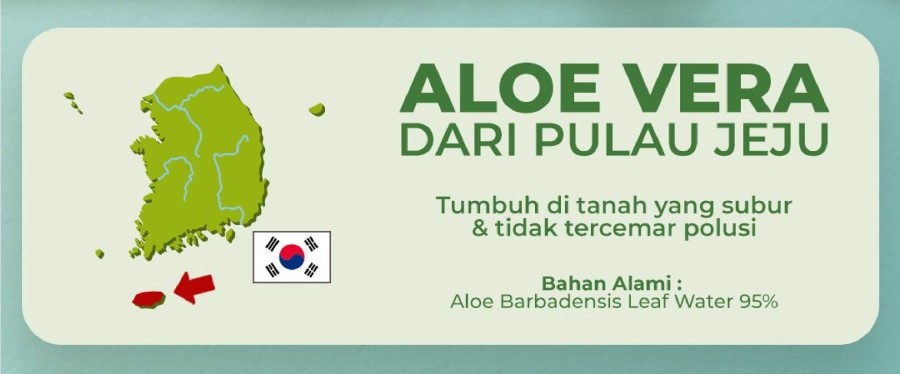 ALOE VERA
DARI PULAU JEJU
Tumbuh di tanah yang subur
& tidak tercemar polusi
Bahan Alami :
Aloe Barbadensis Leaf Water 95%